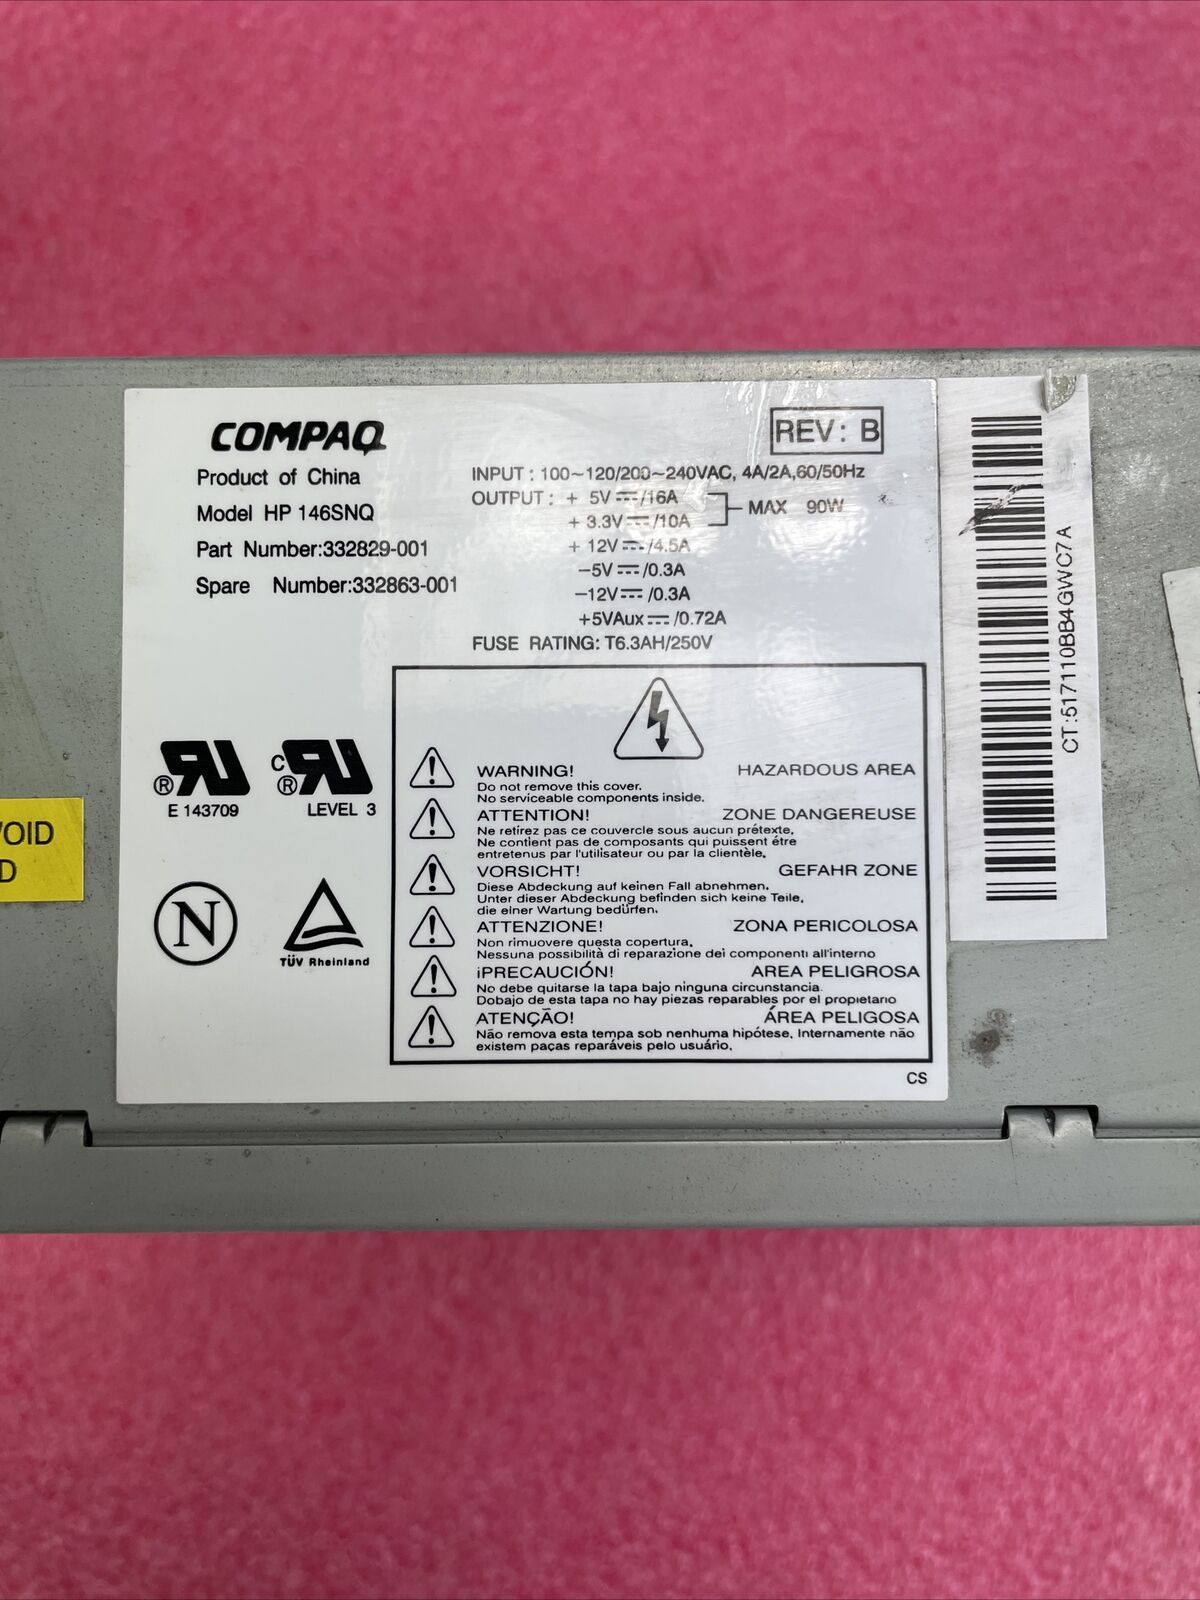 COMPAQ
REV: B
Product of China
Model HP 146SNQ
Part Number:332829-001
Spare Number:332863-001
INPUT : 100~120/200~240VAC, 4A/2A,60/50Hz
OUTPUT : + 5V⎓/16A
+ 3.3V⎓/10A
MAX 90W
+ 12V⎓/4.5A
−5V⎓/0.3A
−12V⎓/0.3A
+5VAux⎓/0.72A
FUSE RATING: T6.3AH/250V
® E 143709
C ® LEVEL 3
N
TÜV Rheinland
WARNING! HAZARDOUS AREA
Do not remove this cover.
No serviceable components inside.
ATTENTION! ZONE DANGEREUSE
Ne retirez pas ce couvercle sous aucun prétexte.
Ne contient pas de composants qui puissent étre
entretenus par l'utilisateur ou par la clientèle.
VORSICHT! GEFAHR ZONE
Diese Abdeckung auf keinen Fall abnehmen.
Unter dieser Abdeckung befinden sich keine Teile,
die einer Wartung bedürfen.
ATTENZIONE! ZONA PERICOLOSA
Non rimuovere questa copertura.
Nessuna possibilità di reparazione dei componenti all'interno
¡PRECAUCIÓN! AREA PELIGROSA
No debe quitarse la tapa bajo ninguna circunstancia.
Dobajo de esta tapa no hay piezas reparables por el propietario
ATENÇÃO! ÁREA PELIGOSA
Não remova esta tempa sob nenhuma hipótese. Internamente não
existem paças reparáveis pelo usuário.
CS
CT:517110BB4GWC7A
VOID
D